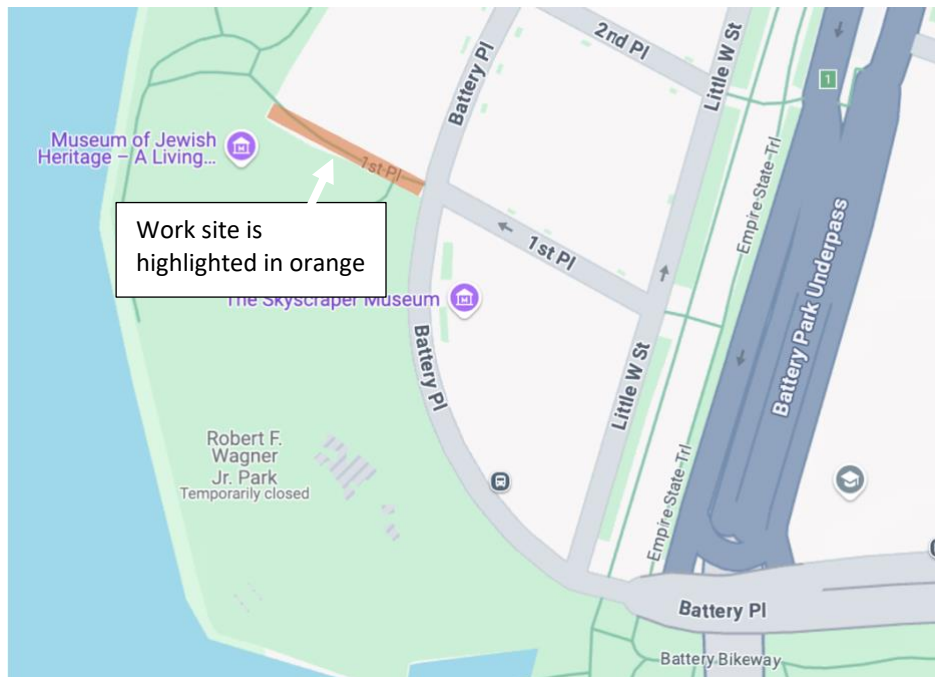 2nd Pl
Battery Pl
Little W St
1
Museum of Jewish
Heritage – A Living...
1st Pl
Empire State Trl
Work site is
highlighted in orange
1st Pl
Battery Park Underpass
The Skyscraper Museum
Battery Pl
Little W St
Robert F.
Wagner
Jr. Park
Temporarily closed
Empire State Trl
Battery Pl
Battery Bikeway